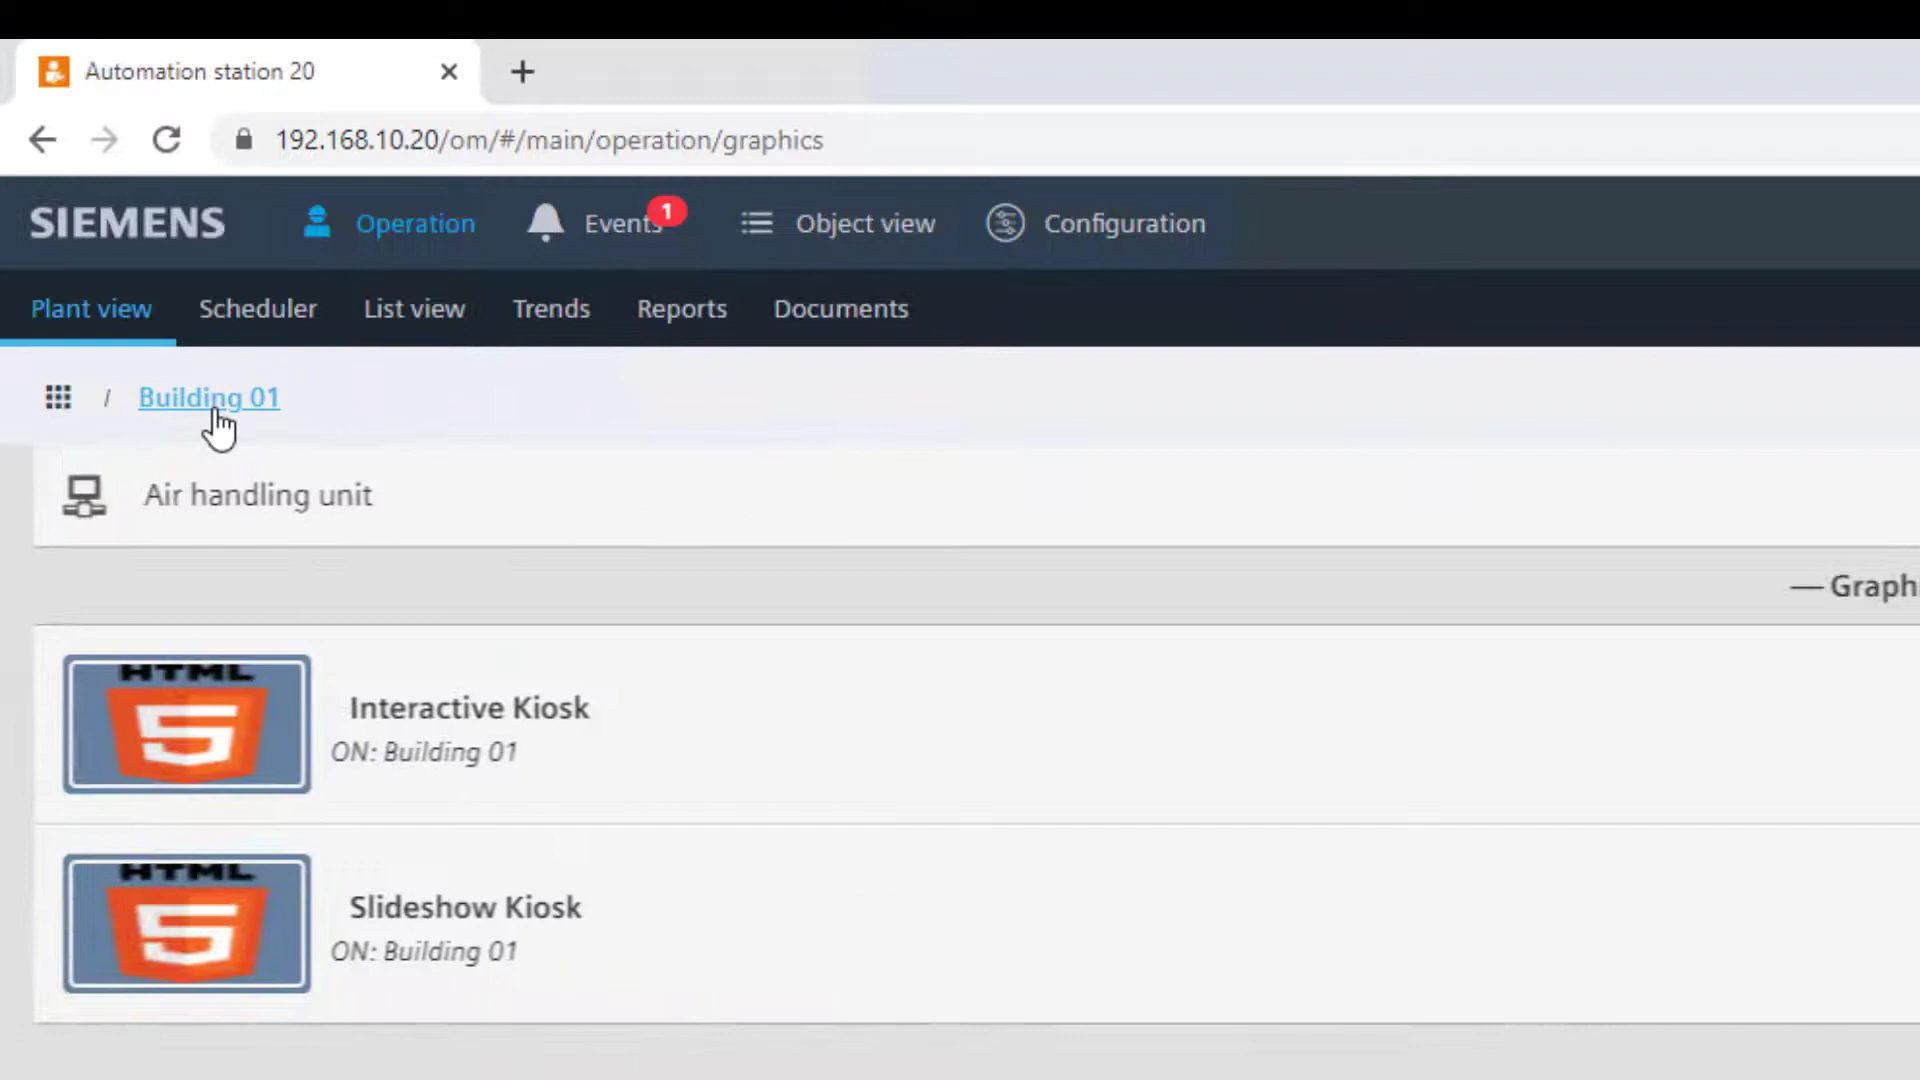 Automation station 20
192.168.10.20/om/#/main/operation/graphics
SIEMENS Operation Events 1 Object view Configuration
Plant view Scheduler List view Trends Reports Documents
/ Building 01
Air handling unit
— Graphi
HTML
5
Interactive Kiosk
ON: Building 01
HTML
5
Slideshow Kiosk
ON: Building 01